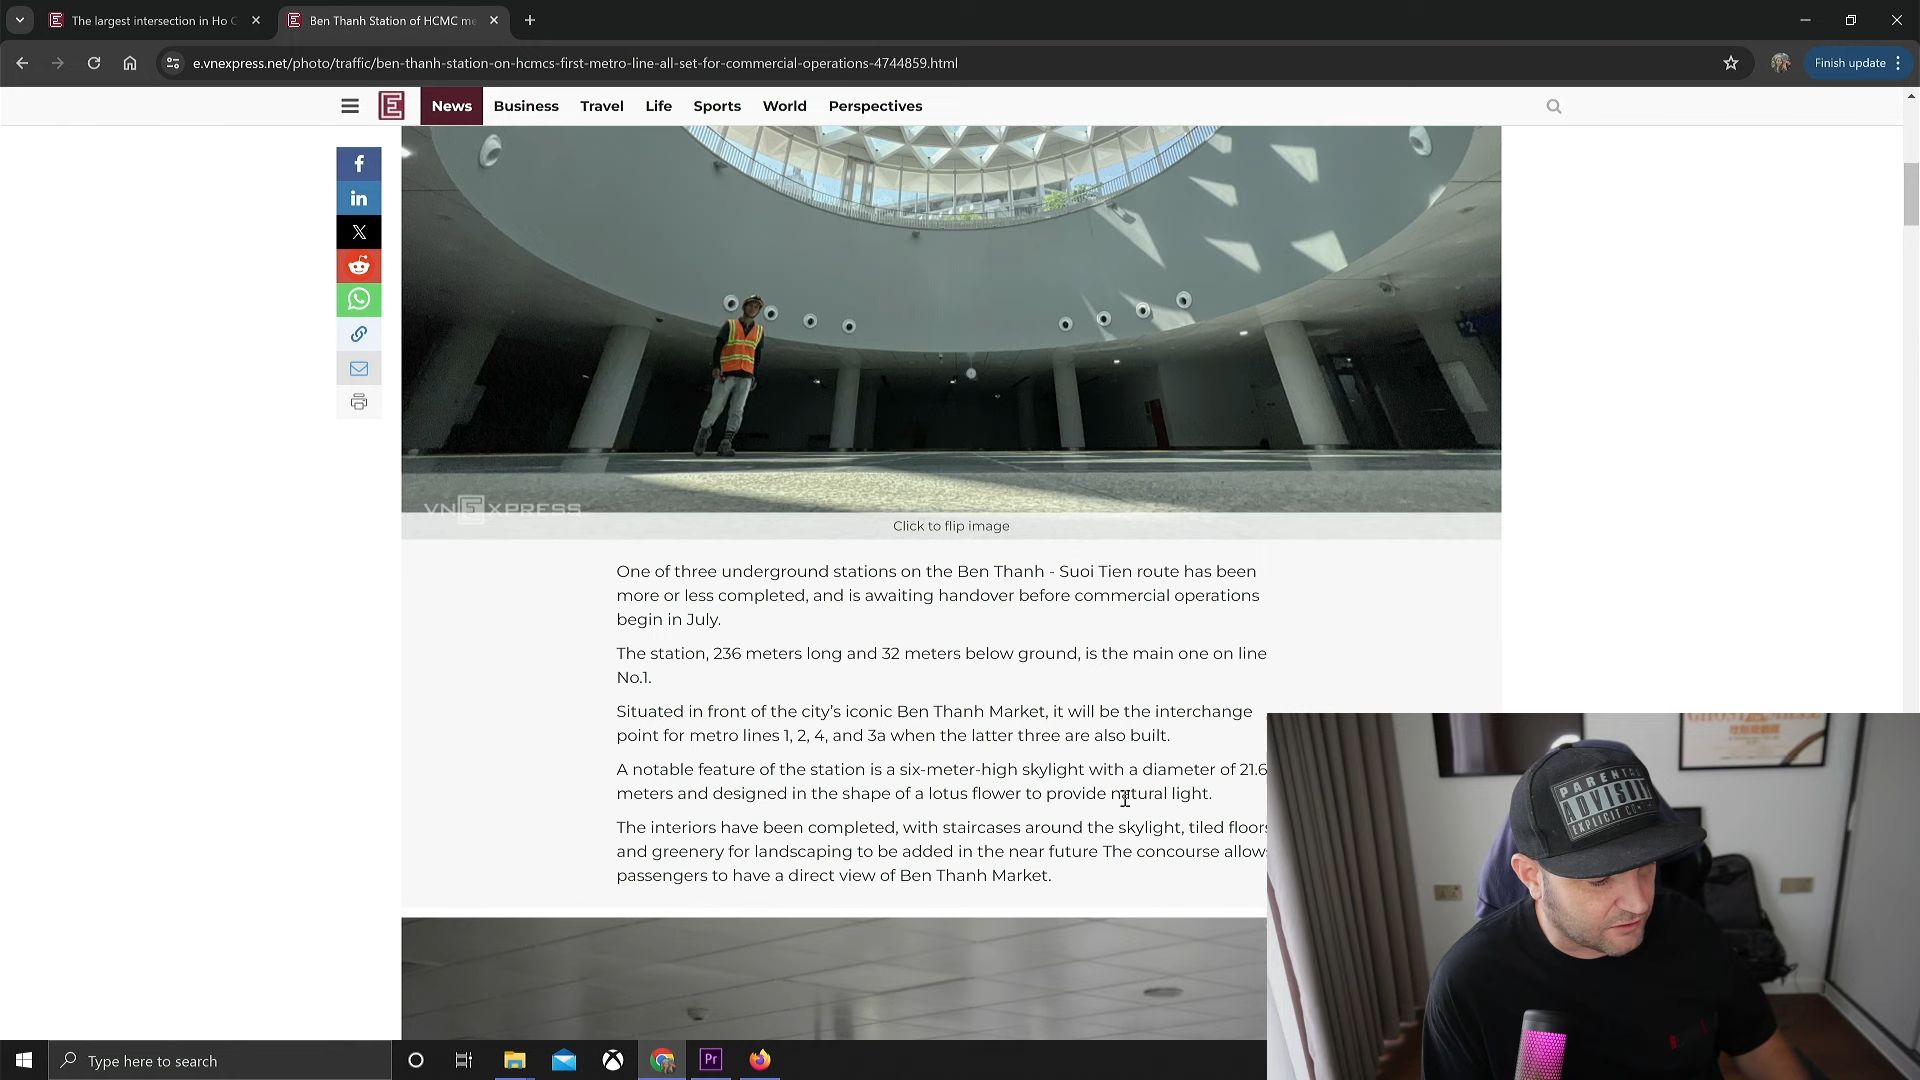 The largest intersection in Ho C
Ben Thanh Station of HCMC me
e.vnexpress.net/photo/traffic/ben-thanh-station-on-hcmcs-first-metro-line-all-set-for-commercial-operations-4744859.html
Finish update
E News Business Travel Life Sports World Perspectives
VN E XPRESS
Click to flip image
One of three underground stations on the Ben Thanh - Suoi Tien route has been
more or less completed, and is awaiting handover before commercial operations
begin in July.
The station, 236 meters long and 32 meters below ground, is the main one on line
No.1.
Situated in front of the city’s iconic Ben Thanh Market, it will be the interchange
point for metro lines 1, 2, 4, and 3a when the latter three are also built.
A notable feature of the station is a six-meter-high skylight with a diameter of 21.6
meters and designed in the shape of a lotus flower to provide natural light.
The interiors have been completed, with staircases around the skylight, tiled floors
and greenery for landscaping to be added in the near future The concourse allows
passengers to have a direct view of Ben Thanh Market.
PARENTAL
ADVISORY
EXPLICIT CO
Type here to search
Pr